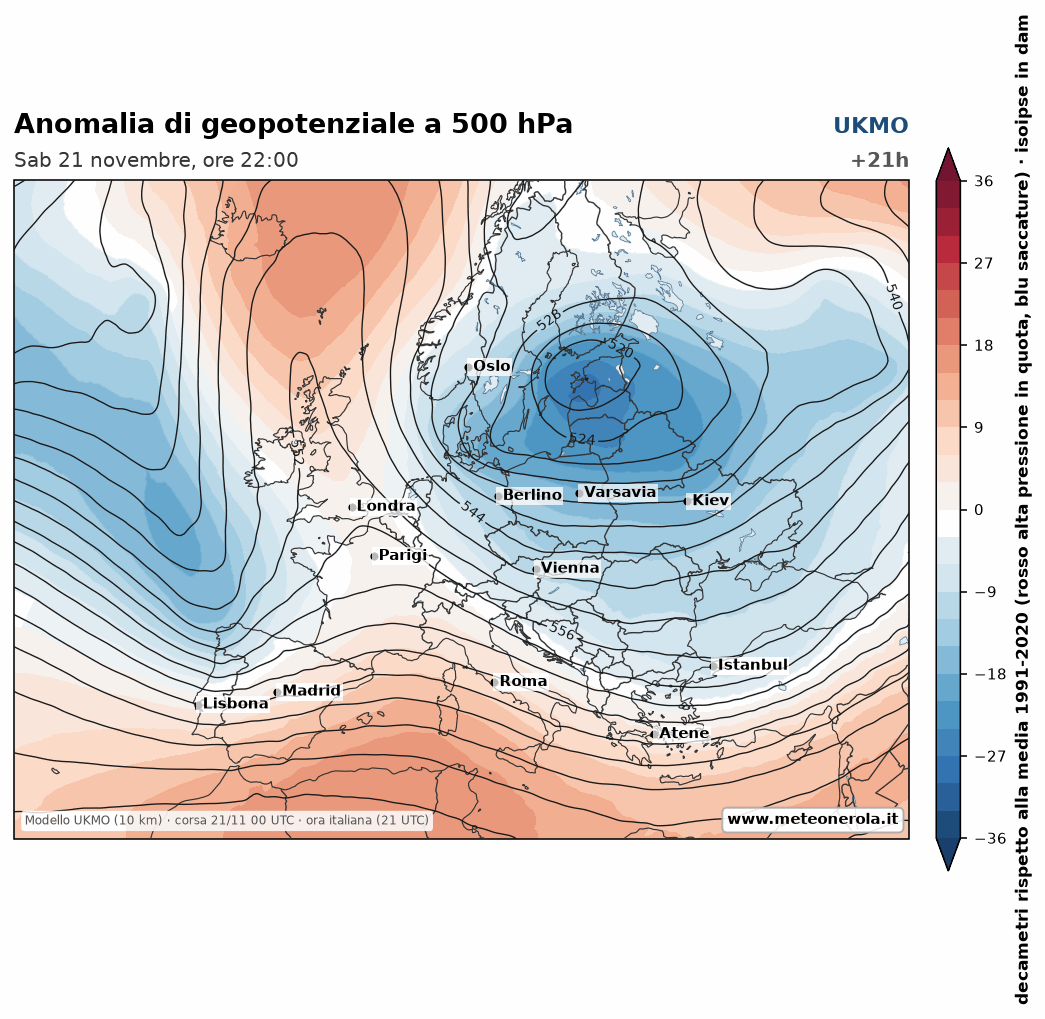 Anomalia di geopotenziale a 500 hPa
UKMO
Sab 21 novembre, ore 22:00
+21h
540
528
520
524
Oslo
Berlino
Varsavia
Kiev
Londra
544
Parigi
Vienna
556
Istanbul
Roma
Madrid
Lisbona
Atene
Modello UKMO (10 km) · corsa 21/11 00 UTC · ora italiana (21 UTC)
www.meteonerola.it
36
27
18
9
0
−9
−18
−27
−36
decametri rispetto alla media 1991-2020 (rosso alta pressione in quota, blu saccature) · isoipse in dam